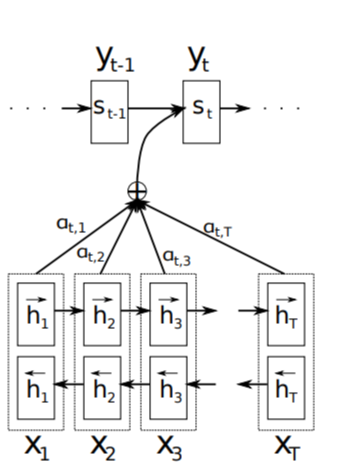 y_{t-1} y_t
. . . s_{t-1} s_t . . .
⊕
a_{t,1} a_{t,2} a_{t,3} a_{t,T}
\overrightarrow{h}_1 \overrightarrow{h}_2 \overrightarrow{h}_3 \overrightarrow{h}_T
\overleftarrow{h}_1 \overleftarrow{h}_2 \overleftarrow{h}_3 \overleftarrow{h}_T
x_1 x_2 x_3 x_T